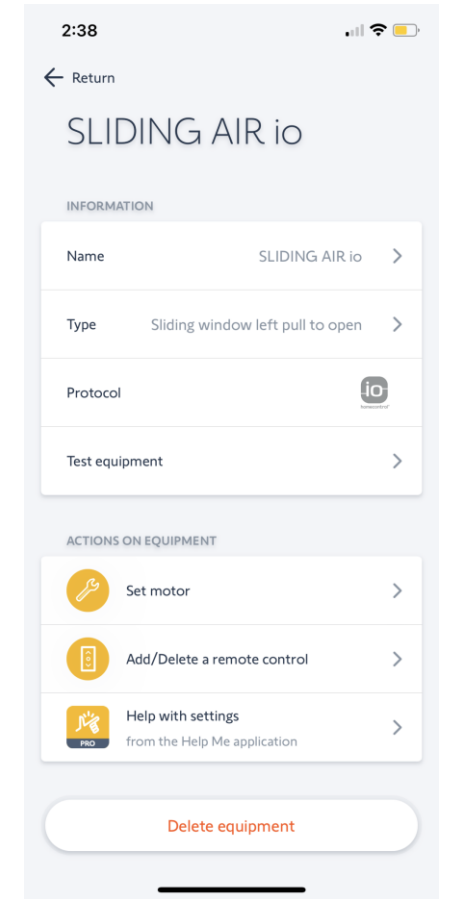 2:38
Return
SLIDING AIR io
INFORMATION
Name SLIDING AIR io
Type Sliding window left pull to open
Protocol io
homecontrol
Test equipment
ACTIONS ON EQUIPMENT
Set motor
Add/Delete a remote control
Help with settings
PRO from the Help Me application
Delete equipment